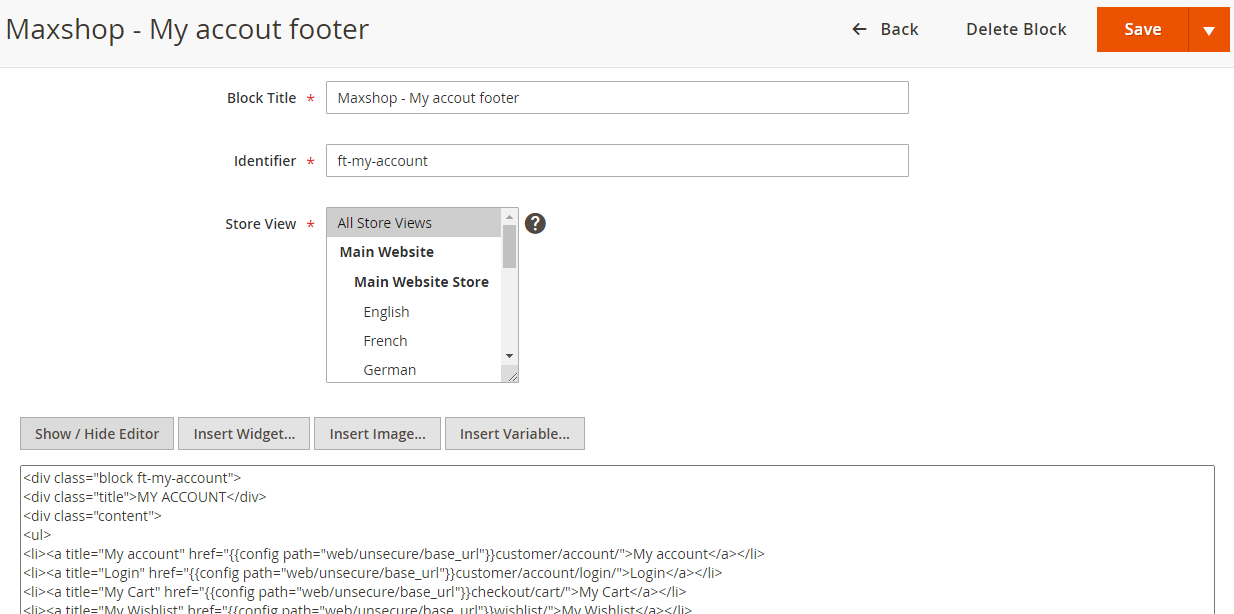 Maxshop - My accout footer
Back
Delete Block
Save
Block Title *
Maxshop - My accout footer
Identifier *
ft-my-account
Store View *
All Store Views
?
Main Website
Main Website Store
English
French
German
Show / Hide Editor
Insert Widget...
Insert Image...
Insert Variable...
<div class="block ft-my-account">
<div class="title">MY ACCOUNT</div>
<div class="content">
<ul>
<li><a title="My account" href="{{config path="web/unsecure/base_url"}}customer/account/">My account</a></li>
<li><a title="Login" href="{{config path="web/unsecure/base_url"}}customer/account/login/">Login</a></li>
<li><a title="My Cart" href="{{config path="web/unsecure/base_url"}}checkout/cart/">My Cart</a></li>
<li><a title="My Wishlist" href="{{config path="web/unsecure/base_url"}}wishlist/">My Wishlist</a></li>